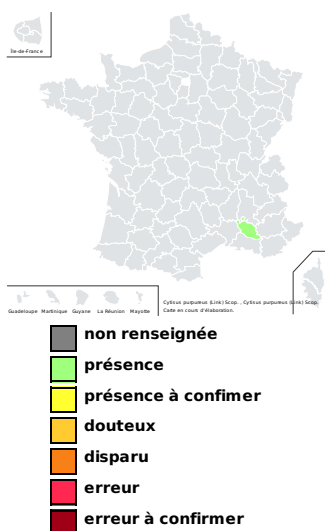 Île-de-France
Guadeloupe Martinique Guyane La Réunion Mayotte
Cytisus purpureus (Link) Scop. , Cytisus purpureus (Link) Scop.
Carte en cours d'élaboration.
non renseignée
présence
présence à confimer
douteux
disparu
erreur
erreur à confirmer